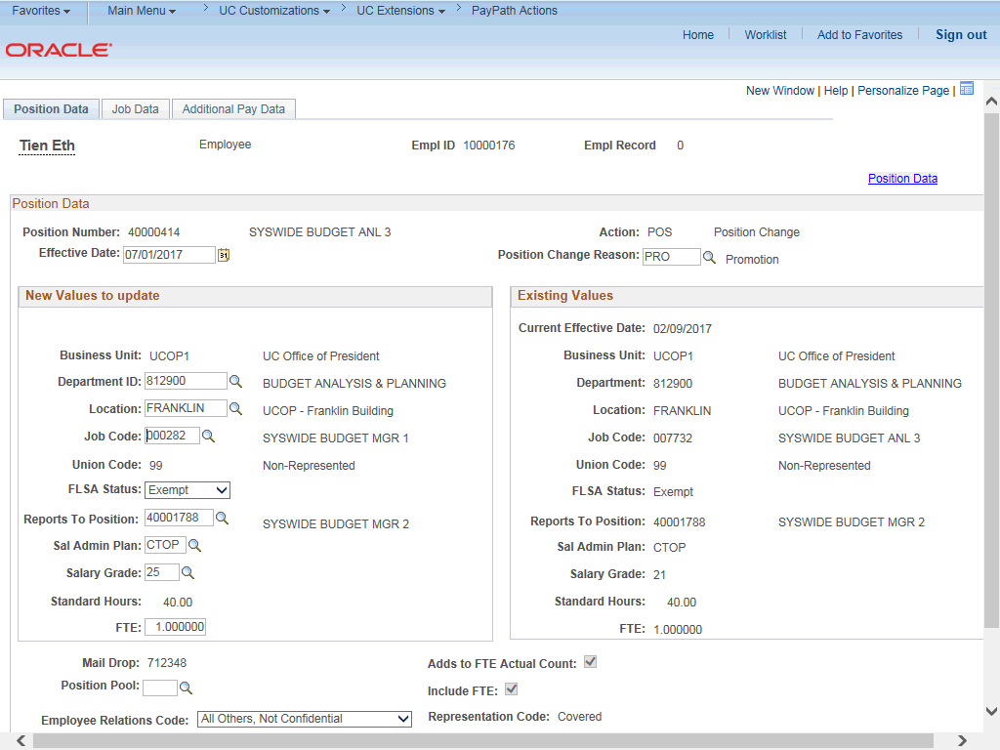 Favorites Main Menu > UC Customizations > UC Extensions > PayPath Actions
Home Worklist Add to Favorites Sign out
ORACLE
New Window | Help | Personalize Page |
Position Data Job Data Additional Pay Data
Tien Eth Employee Empl ID 10000176 Empl Record 0
Position Data
Position Data
Position Number: 40000414 SYSWIDE BUDGET ANL 3 Action: POS Position Change
Effective Date: 07/01/2017 31 Position Change Reason: PRO Promotion
New Values to update Existing Values
Current Effective Date: 02/09/2017
Business Unit: UCOP1 UC Office of President Business Unit: UCOP1 UC Office of President
Department ID: 812900 BUDGET ANALYSIS & PLANNING Department: 812900 BUDGET ANALYSIS & PLANNING
Location: FRANKLIN UCOP - Franklin Building Location: FRANKLIN UCOP - Franklin Building
Job Code: 000282 SYSWIDE BUDGET MGR 1 Job Code: 007732 SYSWIDE BUDGET ANL 3
Union Code: 99 Non-Represented Union Code: 99 Non-Represented
FLSA Status: Exempt FLSA Status: Exempt
Reports To Position: 40001788 SYSWIDE BUDGET MGR 2 Reports To Position: 40001788 SYSWIDE BUDGET MGR 2
Sal Admin Plan: CTOP Sal Admin Plan: CTOP
Salary Grade: 25 Salary Grade: 21
Standard Hours: 40.00 Standard Hours: 40.00
FTE: 1.000000 FTE: 1.000000
Mail Drop: 712348 Adds to FTE Actual Count:
Position Pool: Include FTE:
Employee Relations Code: All Others, Not Confidential Representation Code: Covered